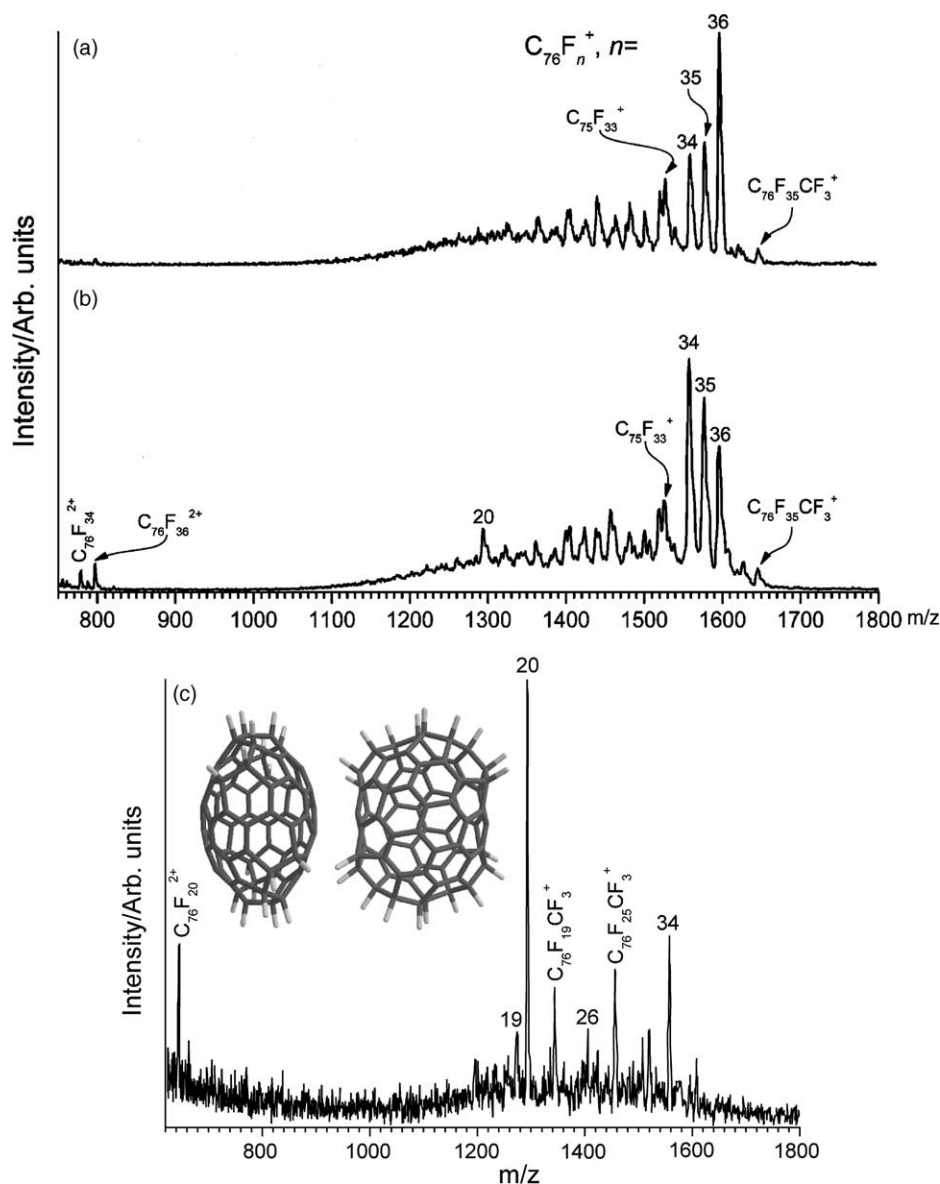 (a)
C₇₆Fₙ⁺, n=
36
35
34
C₇₅F₃₃⁺
C₇₆F₃₅CF₃⁺
Intensity/Arb. units
(b)
34
35
36
C₇₅F₃₃⁺
C₇₆F₃₅CF₃⁺
20
C₇₆F₃₄²⁺
C₇₆F₃₆²⁺
800 900 1000 1100 1200 1300 1400 1500 1600 1700 1800 m/z
(c)
20
Intensity/Arb. units
C₇₆F₂₀²⁺
19
C₇₆F₁₉CF₃⁺
26
C₇₆F₂₅CF₃⁺
34
800 1000 1200 1400 1600 1800
m/z